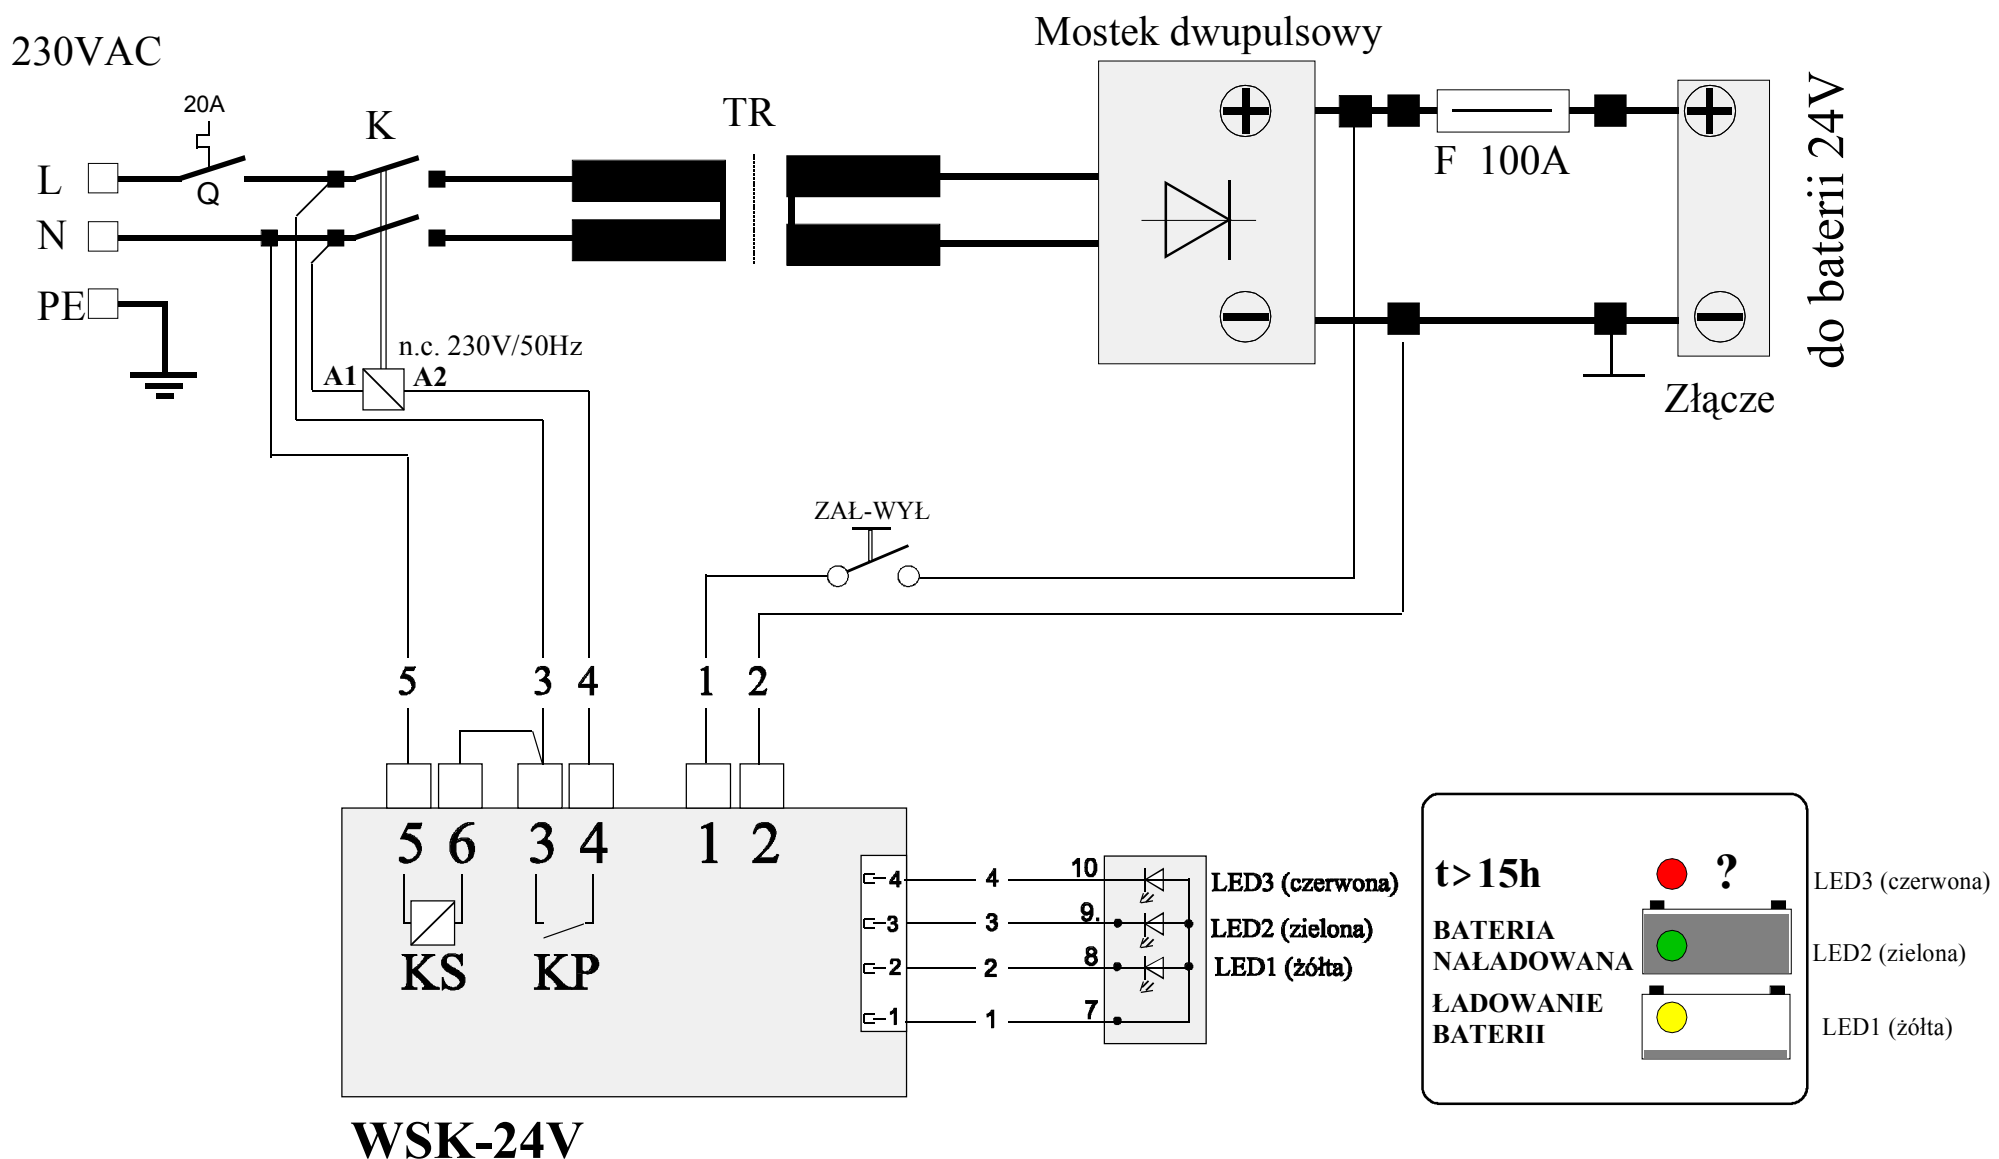 230VAC
Mostek dwupulsowy
20A
K
TR
L
Q
N
PE
F 100A
do baterii 24V
n.c. 230V/50Hz
A1
A2
Złącze
ZAŁ-WYŁ
5
3
4
1
2
5
6
3
4
1
2
KS
KP
4
4
10
LED3 (czerwona)
3
3
9.
LED2 (zielona)
2
2
8
LED1 (żółta)
1
1
7
WSK-24V
t>15h
?
LED3 (czerwona)
BATERIA
NAŁADOWANA
LED2 (zielona)
ŁADOWANIE
BATERII
LED1 (żółta)